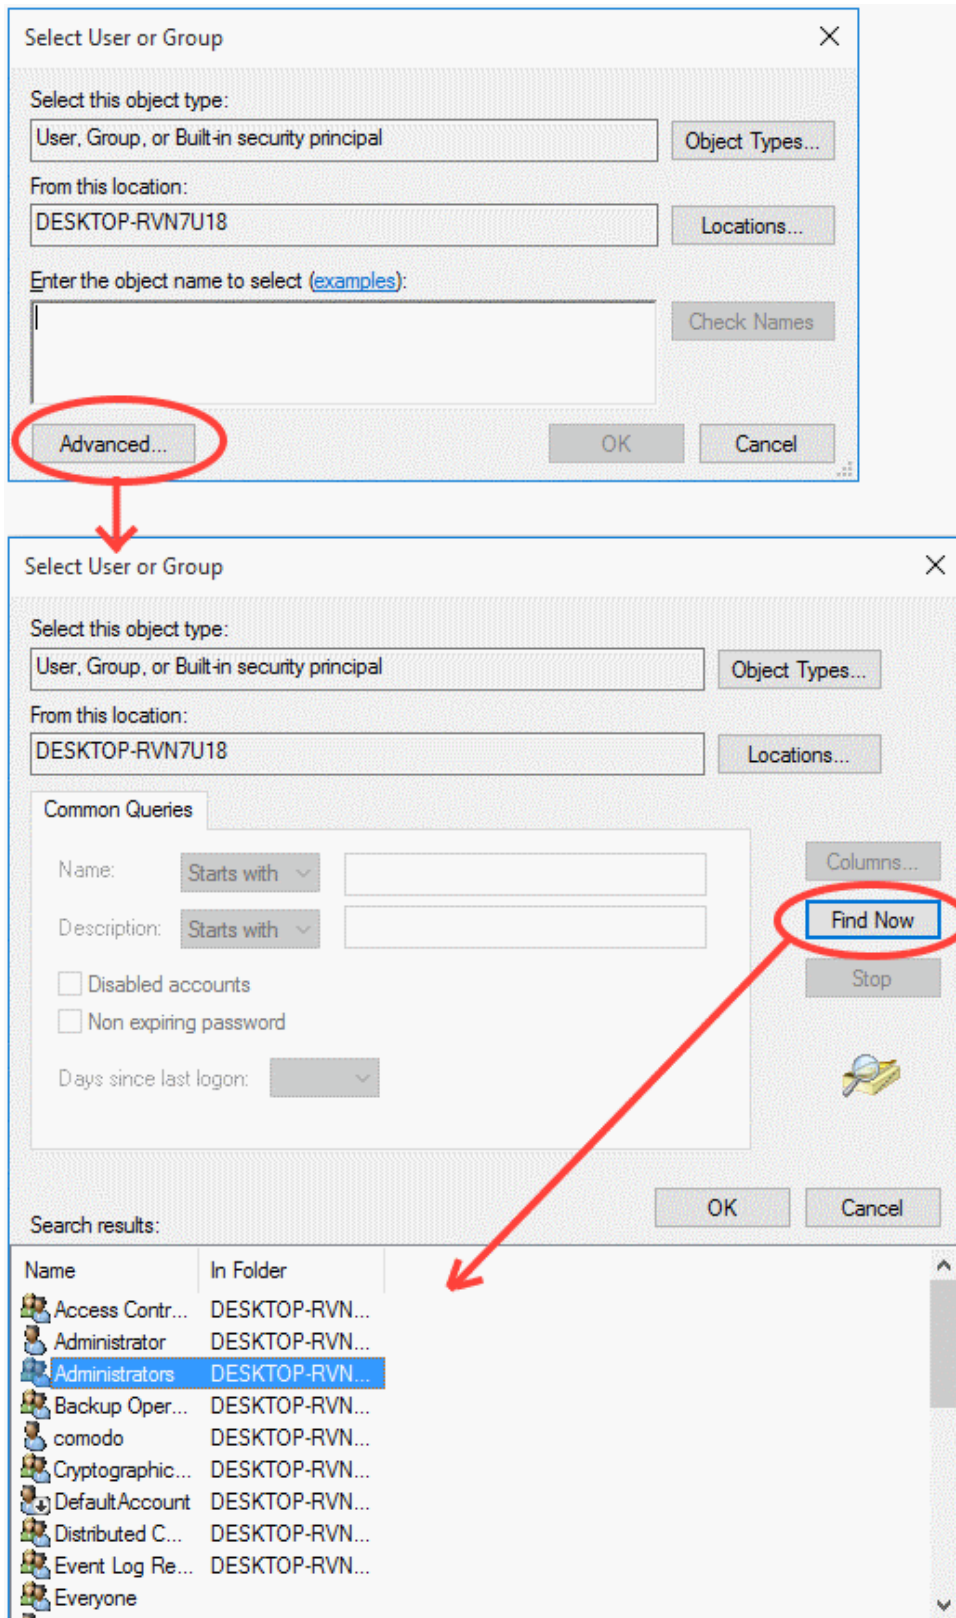 Select User or Group
Select this object type:
User, Group, or Built-in security principal
Object Types...
From this location:
DESKTOP-RVN7U18
Locations...
Enter the object name to select (examples):
Check Names
Advanced...
OK
Cancel
Select User or Group
Select this object type:
User, Group, or Built-in security principal
Object Types...
From this location:
DESKTOP-RVN7U18
Locations...
Common Queries
Name:
Starts with
Columns...
Description:
Starts with
Find Now
Disabled accounts
Stop
Non expiring password
Days since last logon:
OK
Cancel
Search results:
Name In Folder
Access Contr... DESKTOP-RVN...
Administrator DESKTOP-RVN...
Administrators DESKTOP-RVN...
Backup Oper... DESKTOP-RVN...
comodo DESKTOP-RVN...
Cryptographic... DESKTOP-RVN...
DefaultAccount DESKTOP-RVN...
Distributed C... DESKTOP-RVN...
Event Log Re... DESKTOP-RVN...
Everyone